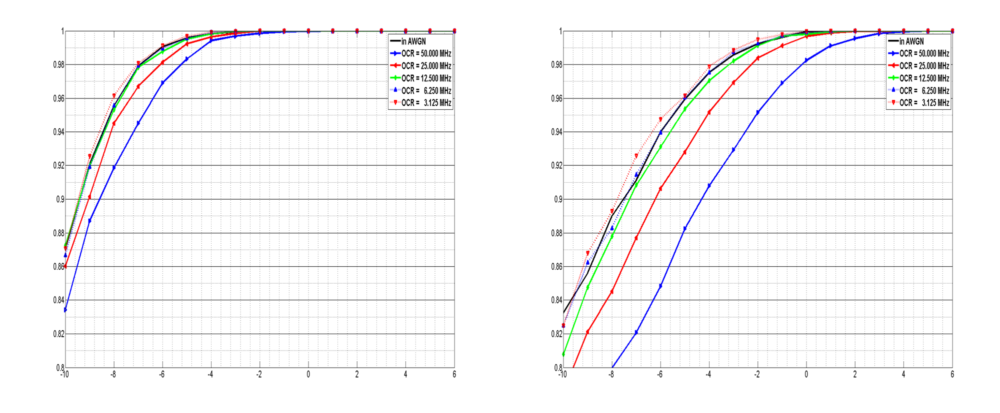 1
0.98
0.96
0.94
0.92
0.9
0.88
0.86
0.84
0.82
0.8
-10 -8 -6 -4 -2 0 2 4 6
in AWGN
OCR = 50.000 MHz
OCR = 25.000 MHz
OCR = 12.500 MHz
OCR = 6.250 MHz
OCR = 3.125 MHz
1
0.98
0.96
0.94
0.92
0.9
0.88
0.86
0.84
0.82
0.8
-10 -8 -6 -4 -2 0 2 4 6
in AWGN
OCR = 50.000 MHz
OCR = 25.000 MHz
OCR = 12.500 MHz
OCR = 6.250 MHz
OCR = 3.125 MHz